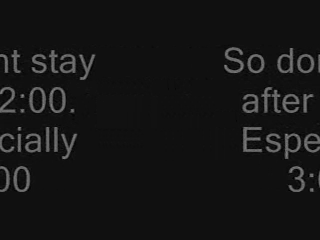 nt stay
2:00.
cially
00
So do
after
Espe
3: